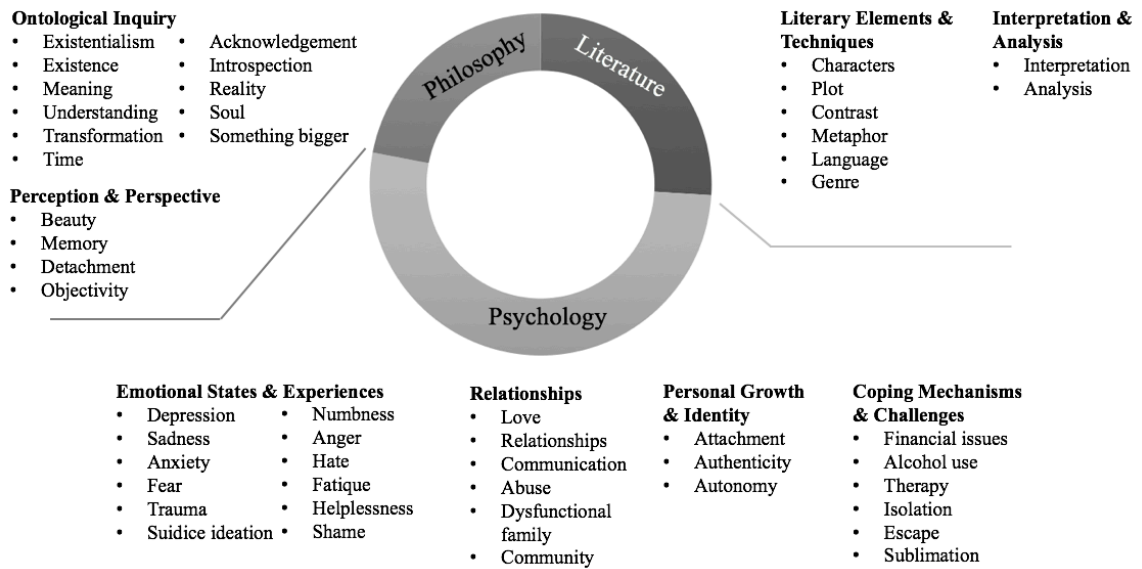 Ontological Inquiry
• Existentialism
• Existence
• Meaning
• Understanding
• Transformation
• Time
• Acknowledgement
• Introspection
• Reality
• Soul
• Something bigger
Perception & Perspective
• Beauty
• Memory
• Detachment
• Objectivity
Philosophy
Literature
Psychology
Literary Elements &
Techniques
• Characters
• Plot
• Contrast
• Metaphor
• Language
• Genre
Interpretation &
Analysis
• Interpretation
• Analysis
Emotional States & Experiences
• Depression
• Sadness
• Anxiety
• Fear
• Trauma
• Suidice ideation
• Numbness
• Anger
• Hate
• Fatique
• Helplessness
• Shame
Relationships
• Love
• Relationships
• Communication
• Abuse
• Dysfunctional
family
• Community
Personal Growth
& Identity
• Attachment
• Authenticity
• Autonomy
Coping Mechanisms
& Challenges
• Financial issues
• Alcohol use
• Therapy
• Isolation
• Escape
• Sublimation